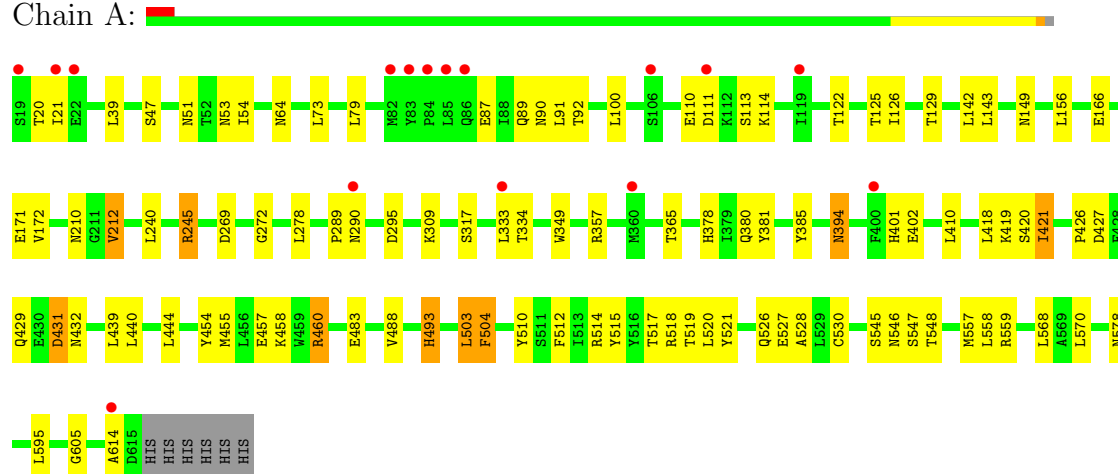 Chain A:
S19 T20 I21 E22 L39 S47 N51 T52 N53 I54 N64 L73 L79 M82 Y83 P84 L85 Q86 E87 I88 Q89 N90 L91 T92 L100 S106 E110 D111 K112 S113 K114 I119 T122 T125 I126 T129 L142 L143 N149 L156 E166
E171 V172 N210 G211 V212 L240 R245 D269 G272 L278 P289 N290 D295 K309 S317 L333 T334 W349 R357 M360 T365 H378 I379 Q380 Y381 Y385 N394 F400 H401 E402 L410 L418 K419 S420 I421 P426 D427
Q429 E430 D431 N432 L439 L440 L444 Y454 M455 L456 E457 K458 W459 R460 E483 V488 H493 L503 F504 Y510 S511 F512 I513 R514 Y515 Y516 T517 R518 T519 L520 Y521 Q526 E527 A528 L529 C530 S545 N546 S547 T548 M557 L558 R559 L568 A569 L570
L595 G605 A614 D615 HIS HIS HIS HIS HIS HIS